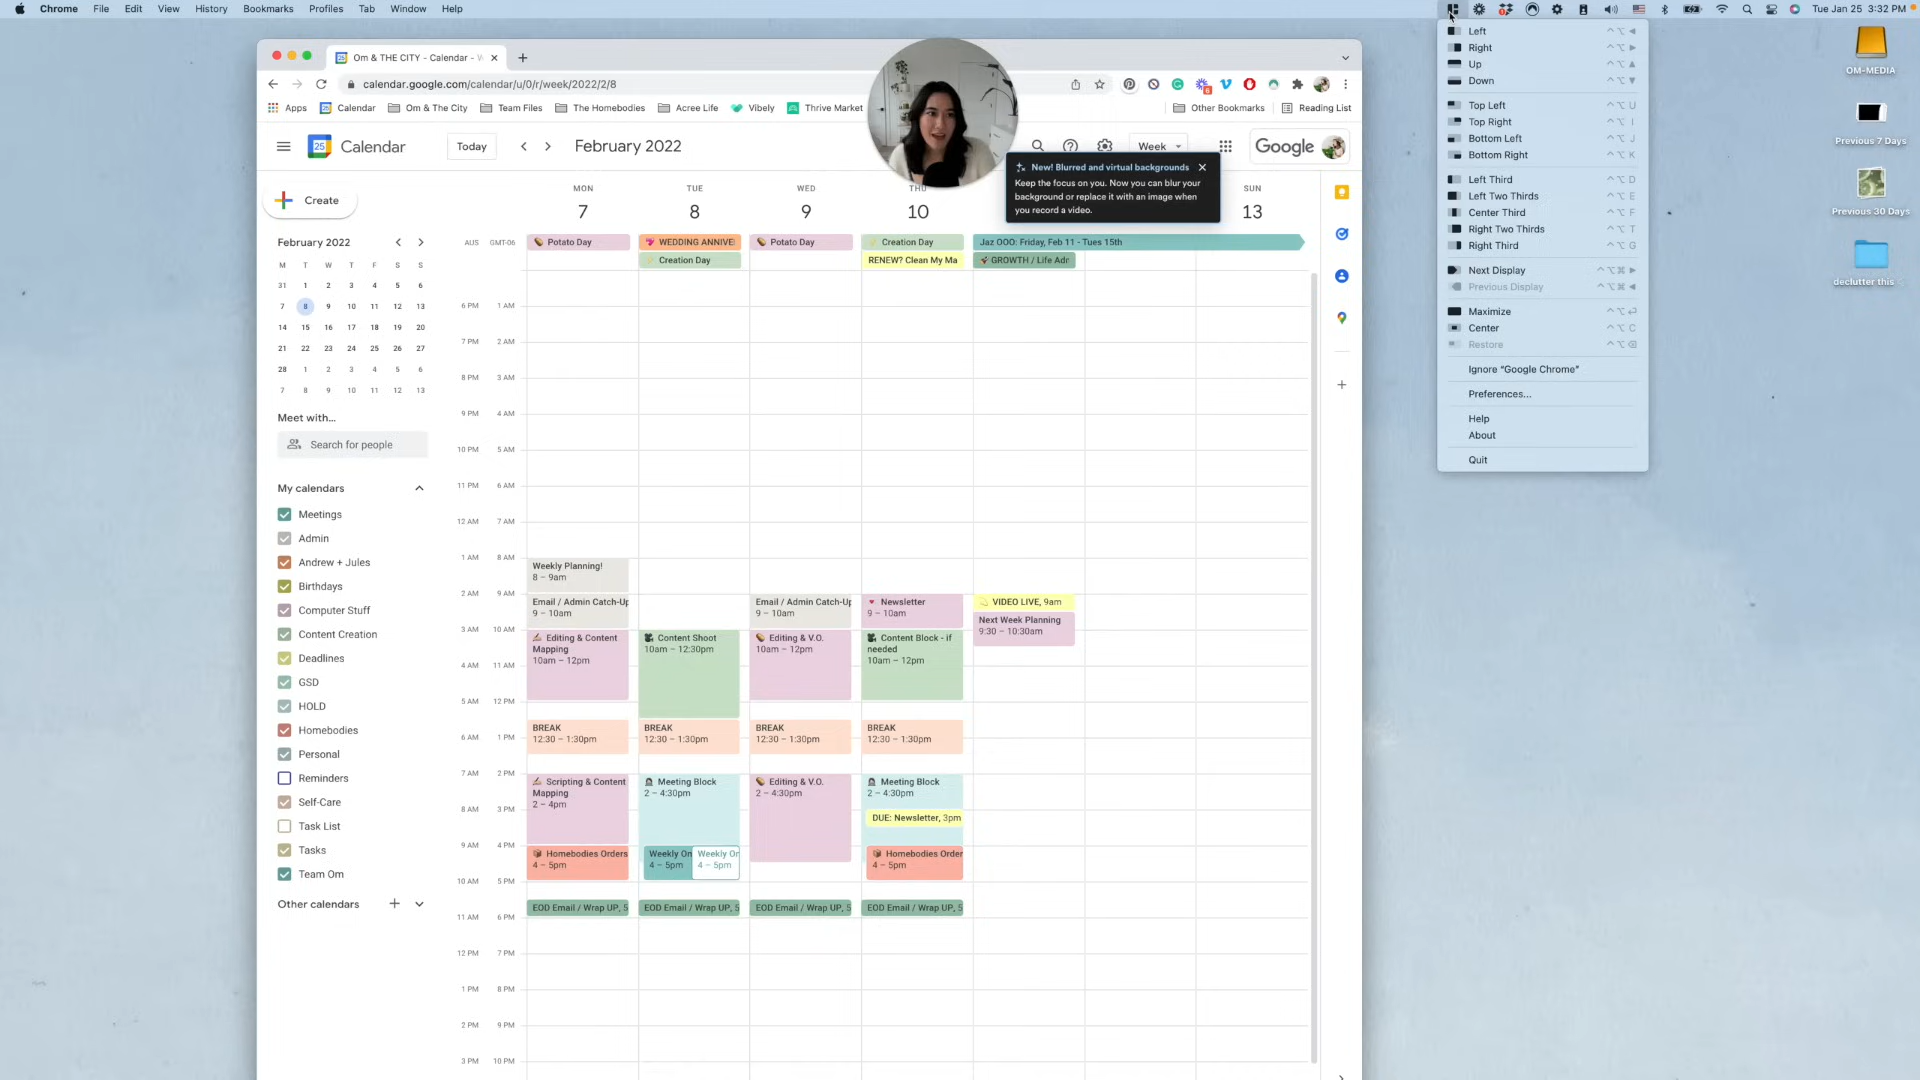 Chrome File Edit View History Bookmarks Profiles Tab Window Help
Tue Jan 25 3:32 PM
Om & THE CITY - Calendar - W
calendar.google.com/calendar/u/0/r/week/2022/2/8
Apps Calendar Om & The City Team Files The Homebodies Acree Life Vibely Thrive Market Other Bookmarks Reading List
25 Calendar Today February 2022 Week Google
New! Blurred and virtual backgrounds
Keep the focus on you. Now you can blur your
background or replace it with an image when
you record a video.
Create
February 2022
M T W T F S S
31 1 2 3 4 5 6
7 8 9 10 11 12 13
14 15 16 17 18 19 20
21 22 23 24 25 26 27
28 1 2 3 4 5 6
7 8 9 10 11 12 13
Meet with...
Search for people
My calendars
Meetings
Admin
Andrew + Jules
Birthdays
Computer Stuff
Content Creation
Deadlines
GSD
HOLD
Homebodies
Personal
Reminders
Self-Care
Task List
Tasks
Team Om
Other calendars
MON TUE WED THU SUN
7 8 9 10 13
AUS GMT-06
Potato Day
WEDDING ANNIVE
Potato Day
Creation Day
Jaz OOO: Friday, Feb 11 - Tues 15th
Creation Day
RENEW? Clean My Ma
GROWTH / Life Adr
6 PM 1 AM
7 PM 2 AM
8 PM 3 AM
9 PM 4 AM
10 PM 5 AM
11 PM 6 AM
12 AM 7 AM
1 AM 8 AM
2 AM 9 AM
3 AM 10 AM
4 AM 11 AM
5 AM 12 PM
6 AM 1 PM
7 AM 2 PM
8 AM 3 PM
9 AM 4 PM
10 AM 5 PM
11 AM 6 PM
12 PM 7 PM
1 PM 8 PM
2 PM 9 PM
3 PM 10 PM
Weekly Planning!
8 – 9am
Email / Admin Catch-Up
9 – 10am
Editing & Content
Mapping
10am – 12pm
BREAK
12:30 – 1:30pm
Scripting & Content
Mapping
2 – 4pm
Homebodies Orders
4 – 5pm
EOD Email / Wrap UP, 5
Content Shoot
10am – 12:30pm
BREAK
12:30 – 1:30pm
Meeting Block
2 – 4:30pm
Weekly On
4 – 5pm
Weekly Or
4 – 5pm
EOD Email / Wrap UP, 5
Email / Admin Catch-Up
9 – 10am
Editing & V.O.
10am – 12pm
BREAK
12:30 – 1:30pm
Editing & V.O.
2 – 4:30pm
EOD Email / Wrap UP, 5
Newsletter
9 – 10am
Content Block - if
needed
10am – 12pm
BREAK
12:30 – 1:30pm
Meeting Block
2 – 4:30pm
DUE: Newsletter, 3pm
Homebodies Order
4 – 5pm
EOD Email / Wrap UP, 5
VIDEO LIVE, 9am
Next Week Planning
9:30 – 10:30am
Left
Right
Up
Down
Top Left U
Top Right I
Bottom Left J
Bottom Right K
Left Third D
Left Two Thirds E
Center Third F
Right Two Thirds T
Right Third G
Next Display
Previous Display
Maximize
Center C
Restore
Ignore “Google Chrome”
Preferences...
Help
About
Quit
OM-MEDIA
Previous 7 Days
Previous 30 Days
declutter this